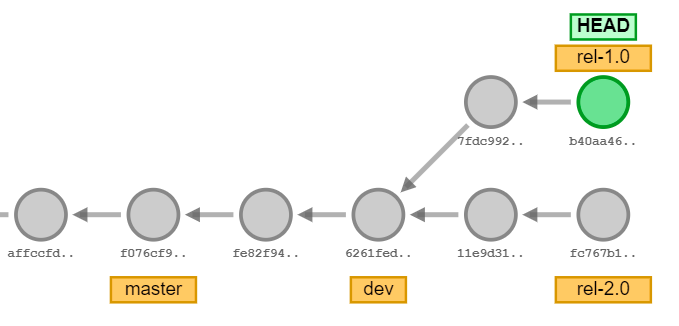 HEAD
rel-1.0
7fdc992..
b40aa46..
affccfd..
f076cf9..
fe82f94..
6261fed..
11e9d31..
fc767b1..
master
dev
rel-2.0